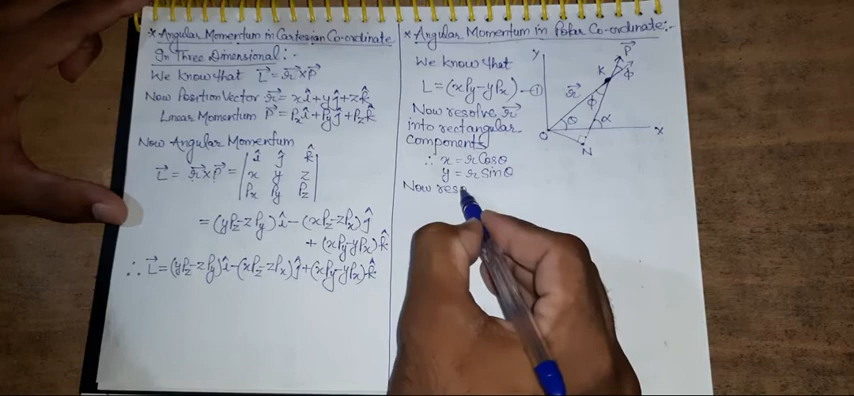 * Angular Momentum in Cartesian Co-ordinate
In Three Dimensional :-
We know that L⃗ = r⃗ × P⃗
Now Position Vector r⃗ = xî + yĵ + zk̂
Linear Momentum P⃗ = Pxî + Pyĵ + Pzk̂
Now Angular Momentum
L⃗ = r⃗ × P⃗ = | î ĵ k̂ |
| x y z |
| Px Py Pz |
= (yPz - zPy) î - (xPz - zPx) ĵ
+ (xPy - yPx) k̂
∴ L⃗ = (yPz - zPy) î - (xPz - zPx) ĵ + (xPy - yPx) k̂
* Angular Momentum in Polar Co-ordinate :-
We know that
L = (xPy - yPx) - ①
Now resolve r⃗
into rectangular
components
∴ x = r Cosθ
y = r Sinθ
Now reso
y
P⃗
K
ϕ
r⃗
ϕ
θ
α
O
x
N